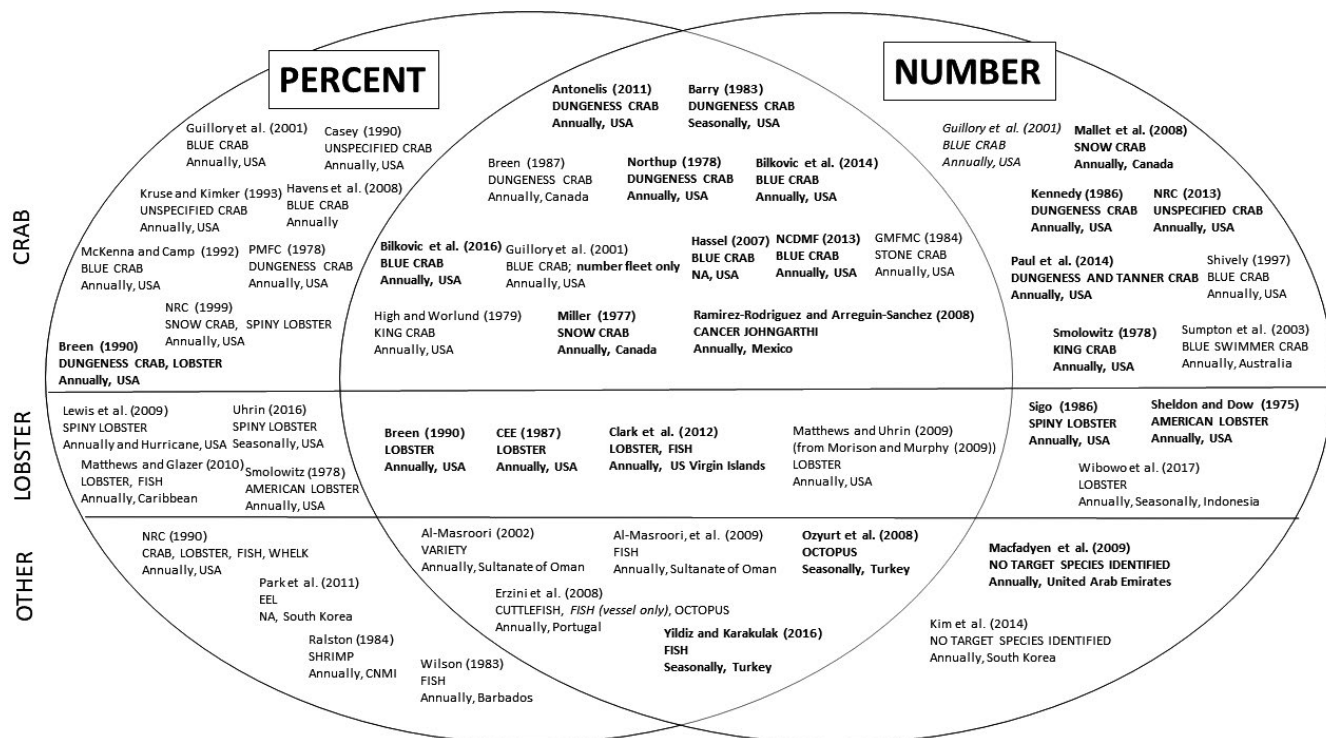 PERCENT
NUMBER
CRAB
LOBSTER
OTHER
Guillory et al. (2001)
BLUE CRAB
Annually, USA
Casey (1990)
UNSPECIFIED CRAB
Annually, USA
Kruse and Kimker (1993)
UNSPECIFIED CRAB
Annually, USA
Havens et al. (2008)
BLUE CRAB
Annually
McKenna and Camp (1992)
BLUE CRAB
Annually, USA
PMFC (1978)
DUNGENESS CRAB
Annually, USA
NRC (1999)
SNOW CRAB, SPINY LOBSTER
Annually, USA
Breen (1990)
DUNGENESS CRAB, LOBSTER
Annually, USA
Antonelis (2011)
DUNGENESS CRAB
Annually, USA
Barry (1983)
DUNGENESS CRAB
Seasonally, USA
Breen (1987)
DUNGENESS CRAB
Annually, Canada
Northup (1978)
DUNGENESS CRAB
Annually, USA
Bilkovic et al. (2014)
BLUE CRAB
Annually, USA
Bilkovic et al. (2016)
BLUE CRAB
Annually, USA
Guillory et al. (2001)
BLUE CRAB; number fleet only
Annually, USA
Hassel (2007)
BLUE CRAB
NA, USA
NCDMF (2013)
BLUE CRAB
Annually, USA
GMFMC (1984)
STONE CRAB
Annually, USA
High and Worlund (1979)
KING CRAB
Annually, USA
Miller (1977)
SNOW CRAB
Annually, Canada
Ramirez-Rodriguez and Arreguin-Sanchez (2008)
CANCER JOHNGARTHI
Annually, Mexico
Guillory et al. (2001)
BLUE CRAB
Annually, USA
Mallet et al. (2008)
SNOW CRAB
Annually, Canada
Kennedy (1986)
DUNGENESS CRAB
Annually, USA
NRC (2013)
UNSPECIFIED CRAB
Annually, USA
Paul et al. (2014)
DUNGENESS AND TANNER CRAB
Annually, USA
Shively (1997)
BLUE CRAB
Annually, USA
Smolowitz (1978)
KING CRAB
Annually, USA
Sumpton et al. (2003)
BLUE SWIMMER CRAB
Annually, Australia
Lewis et al. (2009)
SPINY LOBSTER
Annually and Hurricane, USA
Uhrin (2016)
SPINY LOBSTER
Seasonally, USA
Matthews and Glazer (2010)
LOBSTER, FISH
Annually, Caribbean
Smolowitz (1978)
AMERICAN LOBSTER
Annually, USA
Breen (1990)
LOBSTER
Annually, USA
CEE (1987)
LOBSTER
Annually, USA
Clark et al. (2012)
LOBSTER, FISH
Annually, US Virgin Islands
Matthews and Uhrin (2009)
(from Morison and Murphy (2009))
LOBSTER
Annually, USA
Sigo (1986)
SPINY LOBSTER
Annually, USA
Sheldon and Dow (1975)
AMERICAN LOBSTER
Annually, USA
Wibowo et al. (2017)
LOBSTER
Annually, Seasonally, Indonesia
NRC (1990)
CRAB, LOBSTER, FISH, WHELK
Annually, USA
Park et al. (2011)
EEL
NA, South Korea
Ralston (1984)
SHRIMP
Annually, CNMI
Wilson (1983)
FISH
Annually, Barbados
Al-Masroori (2002)
VARIETY
Annually, Sultanate of Oman
Al-Masroori, et al. (2009)
FISH
Annually, Sultanate of Oman
Ozyurt et al. (2008)
OCTOPUS
Seasonally, Turkey
Erzini et al. (2008)
CUTTLEFISH, FISH (vessel only), OCTOPUS
Annually, Portugal
Yildiz and Karakulak (2016)
FISH
Seasonally, Turkey
Macfadyen et al. (2009)
NO TARGET SPECIES IDENTIFIED
Annually, United Arab Emirates
Kim et al. (2014)
NO TARGET SPECIES IDENTIFIED
Annually, South Korea